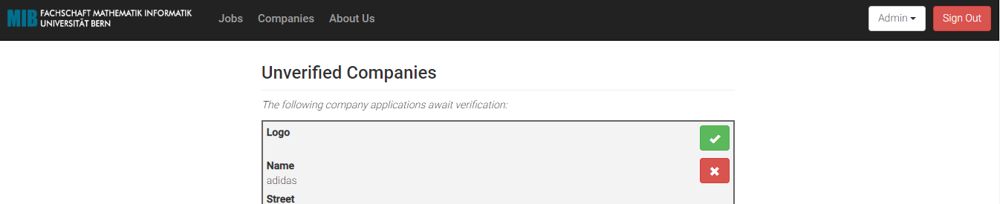 MIB FACHSCHAFT MATHEMATIK INFORMATIK
UNIVERSITÄT BERN
Jobs Companies About Us Admin Sign Out
Unverified Companies
The following company applications await verification:
Logo
Name
adidas
Street